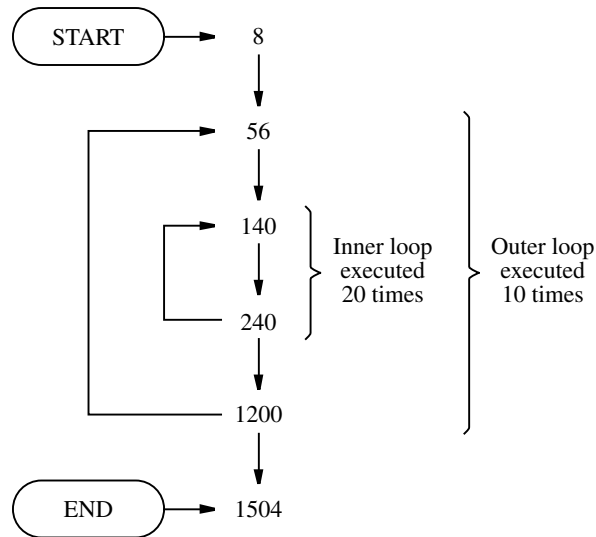 START
8
56
140
Inner loop
executed
20 times
Outer loop
executed
10 times
240
1200
END
1504